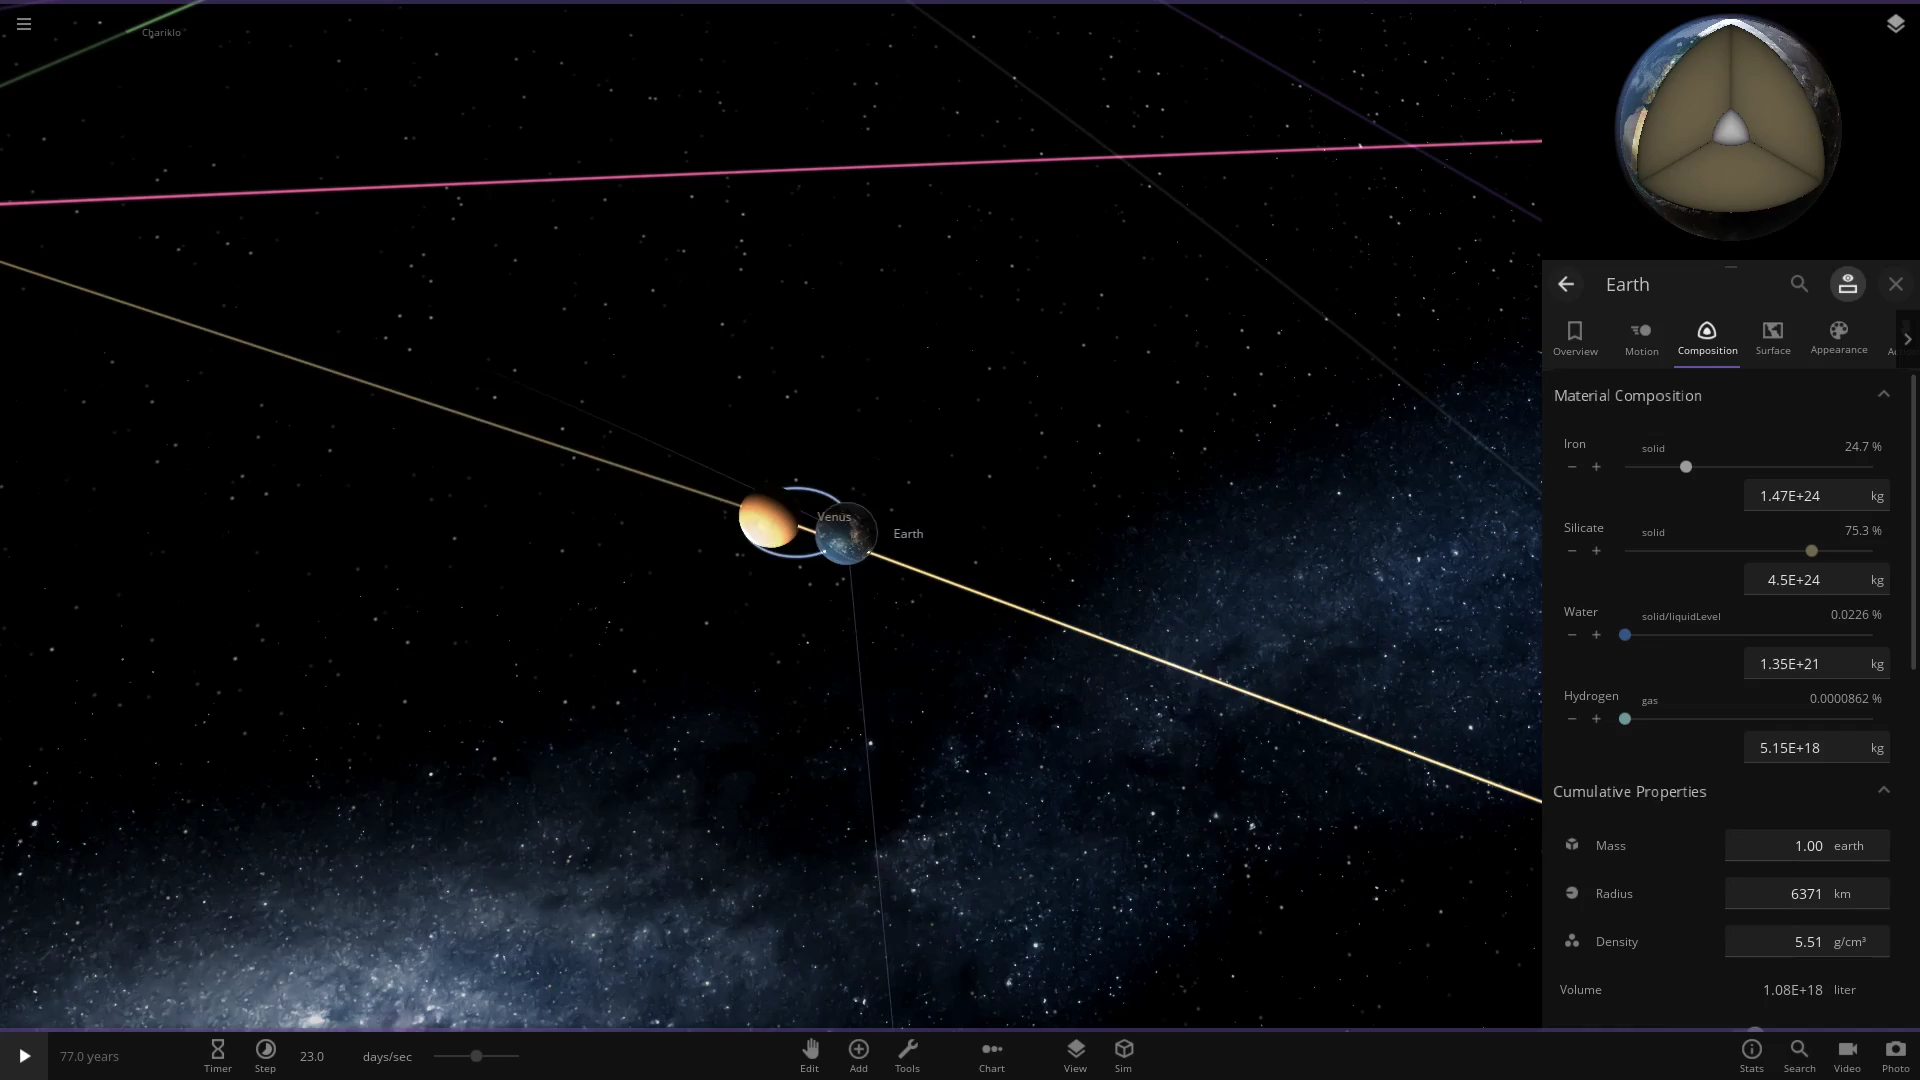 Chariklo
Venus
Earth
Earth
Overview
Motion
Composition
Surface
Appearance
Material Composition
Iron solid 24.7 %
− +
1.47E+24 kg
Silicate solid 75.3 %
− +
4.5E+24 kg
Water solid/liquidLevel 0.0226 %
− +
1.35E+21 kg
Hydrogen gas 0.0000862 %
− +
5.15E+18 kg
Cumulative Properties
Mass 1.00 earth
Radius 6371 km
Density 5.51 g/cm³
Volume 1.08E+18 liter
77.0 years
Timer
Step
23.0 days/sec
Edit
Add
Tools
Chart
View
Sim
Stats
Search
Video
Photo